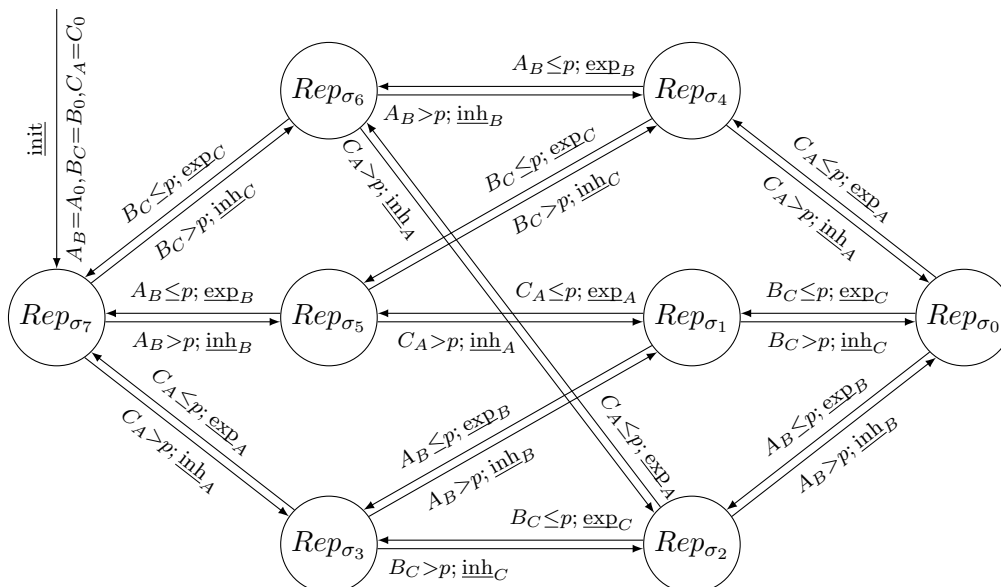 init
A_B=A_0,B_C=B_0,C_A=C_0
A_B≤p; exp_B
A_B>p; inh_B
Rep_σ6
Rep_σ4
B_C≤p; exp_C
B_C>p; inh_C
C_A>p; inh_A
B_C≤p; exp_C
B_C>p; inh_C
C_A≤p; exp_A
C_A>p; inh_A
A_B≤p; exp_B
A_B>p; inh_B
C_A≤p; exp_A
C_A>p; inh_A
B_C≤p; exp_C
B_C>p; inh_C
Rep_σ7
Rep_σ5
Rep_σ1
Rep_σ0
C_A≤p; exp_A
C_A>p; inh_A
A_B≤p; exp_B
A_B>p; inh_B
C_A≤p; exp_A
A_B≤p; exp_B
A_B>p; inh_B
B_C≤p; exp_C
B_C>p; inh_C
Rep_σ3
Rep_σ2